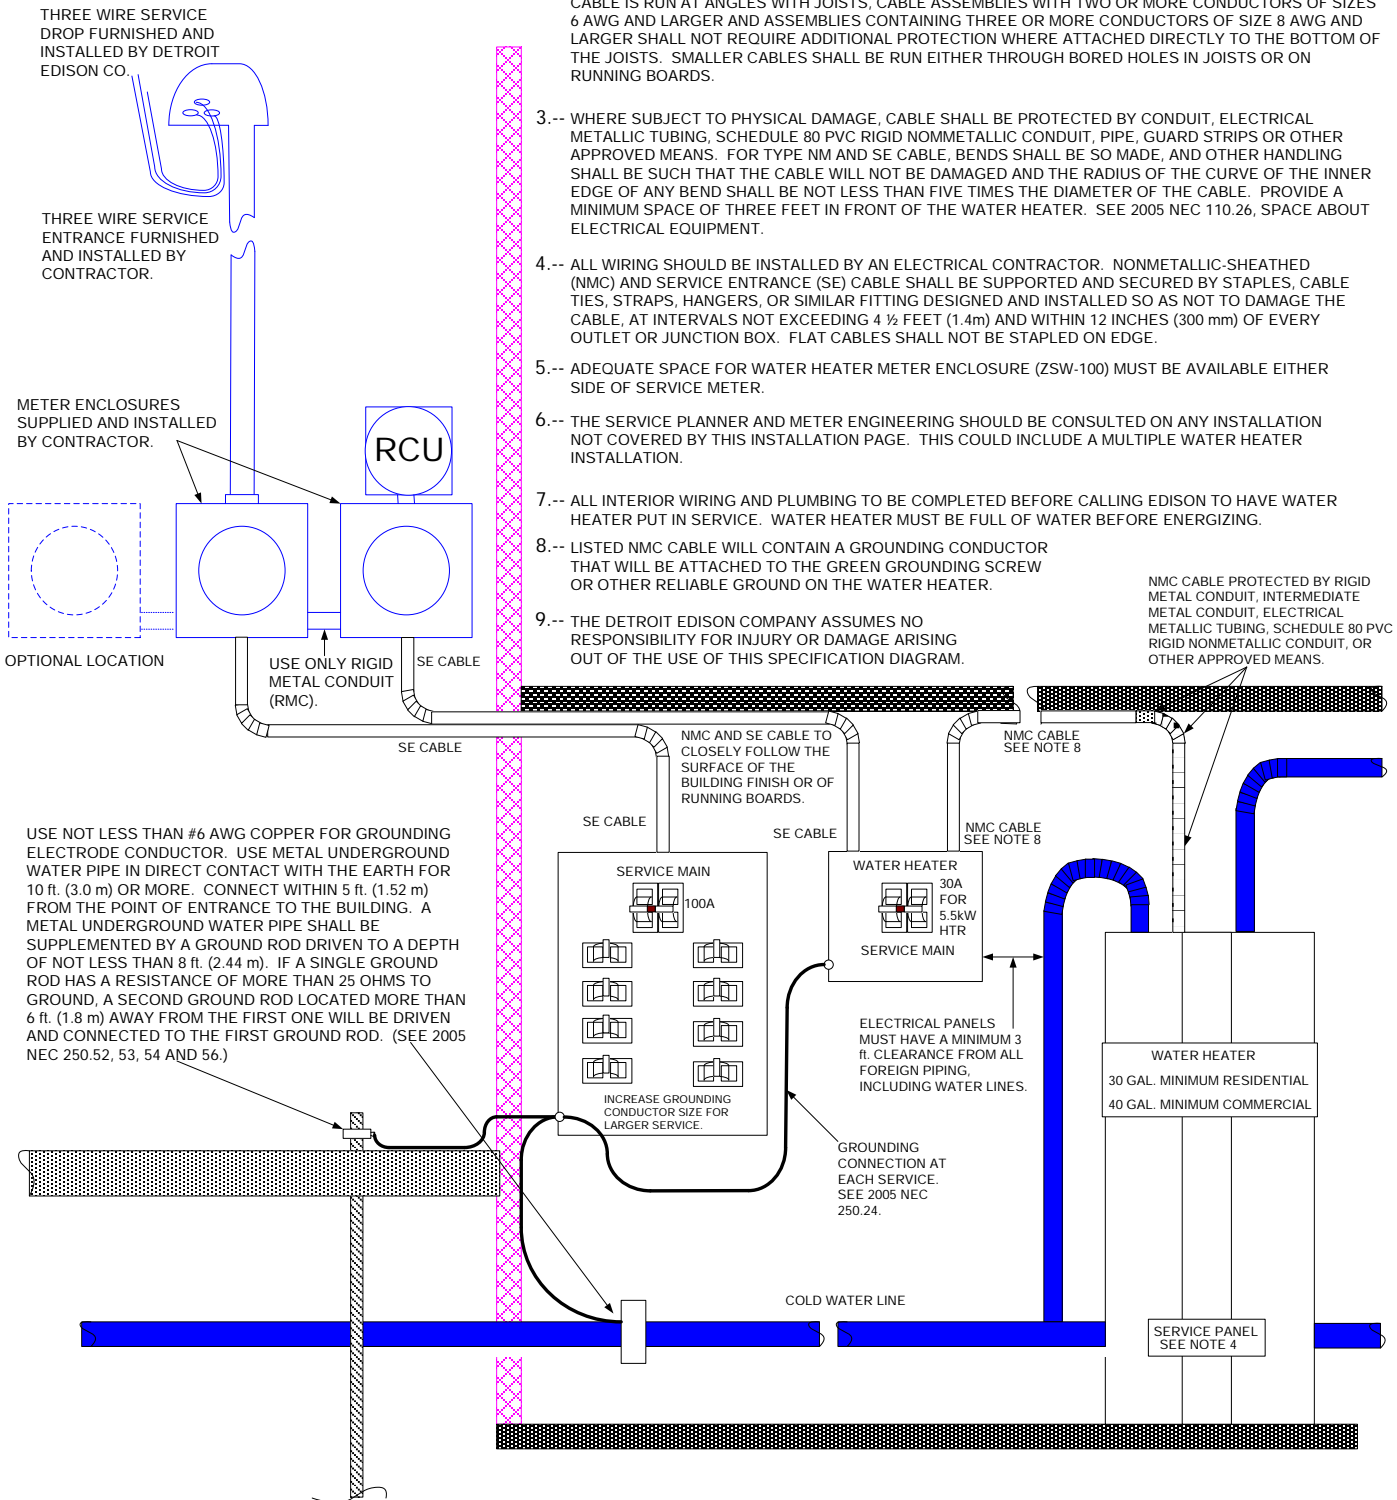 THREE WIRE SERVICE
DROP FURNISHED AND
INSTALLED BY DETROIT
EDISON CO.
CABLE IS RUN AT ANGLES WITH JOISTS, CABLE ASSEMBLIES WITH TWO OR MORE CONDUCTORS OF SIZES
6 AWG AND LARGER AND ASSEMBLIES CONTAINING THREE OR MORE CONDUCTORS OF SIZE 8 AWG AND
LARGER SHALL NOT REQUIRE ADDITIONAL PROTECTION WHERE ATTACHED DIRECTLY TO THE BOTTOM OF
THE JOISTS. SMALLER CABLES SHALL BE RUN EITHER THROUGH BORED HOLES IN JOISTS OR ON
RUNNING BOARDS.
3.-- WHERE SUBJECT TO PHYSICAL DAMAGE, CABLE SHALL BE PROTECTED BY CONDUIT, ELECTRICAL
METALLIC TUBING, SCHEDULE 80 PVC RIGID NOMMETALLIC CONDUIT, PIPE, GUARD STRIPS OR OTHER
APPROVED MEANS. FOR TYPE NM AND SE CABLE, BENDS SHALL BE SO MADE, AND OTHER HANDLING
SHALL BE SUCH THAT THE CABLE WILL NOT BE DAMAGED AND THE RADIUS OF THE CURVE OF THE INNER
EDGE OF ANY BEND SHALL BE NOT LESS THAN FIVE TIMES THE DIAMETER OF THE CABLE. PROVIDE A
MINIMUM SPACE OF THREE FEET IN FRONT OF THE WATER HEATER. SEE 2005 NEC 110.26, SPACE ABOUT
ELECTRICAL EQUIPMENT.
THREE WIRE SERVICE
ENTRANCE FURNISHED
AND INSTALLED BY
CONTRACTOR.
4.-- ALL WIRING SHOULD BE INSTALLED BY AN ELECTRICAL CONTRACTOR. NONMETALLIC-SHEATHED
(NMC) AND SERVICE ENTRANCE (SE) CABLE SHALL BE SUPPORTED AND SECURED BY STAPLES, CABLE
TIES, STRAPS, HANGERS, OR SIMILAR FITTING DESIGNED AND INSTALLED SO AS NOT TO DAMAGE THE
CABLE, AT INTERVALS NOT EXCEEDING 4 ½ FEET (1.4m) AND WITHIN 12 INCHES (300 mm) OF EVERY
OUTLET OR JUNCTION BOX. FLAT CABLES SHALL NOT BE STAPLED ON EDGE.
5.-- ADEQUATE SPACE FOR WATER HEATER METER ENCLOSURE (ZSW-100) MUST BE AVAILABLE EITHER
SIDE OF SERVICE METER.
METER ENCLOSURES
SUPPLIED AND INSTALLED
BY CONTRACTOR.
RCU
6.-- THE SERVICE PLANNER AND METER ENGINEERING SHOULD BE CONSULTED ON ANY INSTALLATION
NOT COVERED BY THIS INSTALLATION PAGE. THIS COULD INCLUDE A MULTIPLE WATER HEATER
INSTALLATION.
7.-- ALL INTERIOR WIRING AND PLUMBING TO BE COMPLETED BEFORE CALLING EDISON TO HAVE WATER
HEATER PUT IN SERVICE. WATER HEATER MUST BE FULL OF WATER BEFORE ENERGIZING.
8.-- LISTED NMC CABLE WILL CONTAIN A GROUNDING CONDUCTOR
THAT WILL BE ATTACHED TO THE GREEN GROUNDING SCREW
OR OTHER RELIABLE GROUND ON THE WATER HEATER.
9.-- THE DETROIT EDISON COMPANY ASSUMES NO
RESPONSIBILITY FOR INJURY OR DAMAGE ARISING
OUT OF THE USE OF THIS SPECIFICATION DIAGRAM.
NMC CABLE PROTECTED BY RIGID
METAL CONDUIT, INTERMEDIATE
METAL CONDUIT, ELECTRICAL
METALLIC TUBING, SCHEDULE 80 PVC
RIGID NONMETALLIC CONDUIT, OR
OTHER APPROVED MEANS.
OPTIONAL LOCATION
USE ONLY RIGID
METAL CONDUIT
(RMC).
SE CABLE
SE CABLE
NMC AND SE CABLE TO
CLOSELY FOLLOW THE
SURFACE OF THE
BUILDING FINISH OR OF
RUNNING BOARDS.
NMC CABLE
SEE NOTE 8
SE CABLE
SE CABLE
NMC CABLE
SEE NOTE 8
USE NOT LESS THAN #6 AWG COPPER FOR GROUNDING
ELECTRODE CONDUCTOR. USE METAL UNDERGROUND
WATER PIPE IN DIRECT CONTACT WITH THE EARTH FOR
10 ft. (3.0 m) OR MORE. CONNECT WITHIN 5 ft. (1.52 m)
FROM THE POINT OF ENTRANCE TO THE BUILDING. A
METAL UNDERGROUND WATER PIPE SHALL BE
SUPPLEMENTED BY A GROUND ROD DRIVEN TO A DEPTH
OF NOT LESS THAN 8 ft. (2.44 m). IF A SINGLE GROUND
ROD HAS A RESISTANCE OF MORE THAN 25 OHMS TO
GROUND, A SECOND GROUND ROD LOCATED MORE THAN
6 ft. (1.8 m) AWAY FROM THE FIRST ONE WILL BE DRIVEN
AND CONNECTED TO THE FIRST GROUND ROD. (SEE 2005
NEC 250.52, 53, 54 AND 56.)
SERVICE MAIN
100A
INCREASE GROUNDING
CONDUCTOR SIZE FOR
LARGER SERVICE.
WATER HEATER
30A
FOR
5.5kW
HTR
SERVICE MAIN
ELECTRICAL PANELS
MUST HAVE A MINIMUM 3
ft. CLEARANCE FROM ALL
FOREIGN PIPING,
INCLUDING WATER LINES.
WATER HEATER
30 GAL. MINIMUM RESIDENTIAL
40 GAL. MINIMUM COMMERCIAL
GROUNDING
CONNECTION AT
EACH SERVICE.
SEE 2005 NEC
250.24.
COLD WATER LINE
SERVICE PANEL
SEE NOTE 4